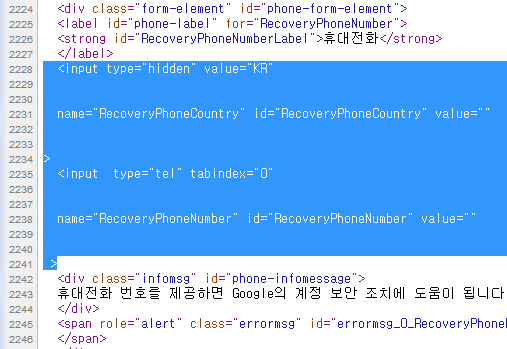 2224 <div class="form-element" id="phone-form-element">
2225 <label id="phone-label" for="RecoveryPhoneNumber">
2226 <strong id="RecoveryPhoneNumberLabel">휴대전화</strong>
2227 </label>
2228 <input type="hidden" value="KR"
2229
2230
2231 name="RecoveryPhoneCountry" id="RecoveryPhoneCountry" value=""
2232
2233
2234 >
2235 <input  type="tel" tabindex="0"
2236
2237
2238 name="RecoveryPhoneNumber" id="RecoveryPhoneNumber" value=""
2239
2240
2241 >
2242 <div class="infomsg" id="phone-infomessage">
2243 휴대전화 번호를 제공하면 Google의 계정 보안 조치에 도움이 됩니다
2244 </div>
2245 <span role="alert" class="errormsg" id="errormsg_0_RecoveryPhone
2246 </span>